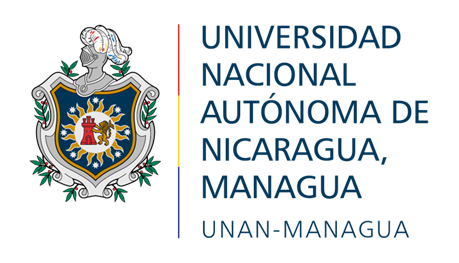 UNIVERSIDAD
NACIONAL
AUTÓNOMA DE
NICARAGUA,
MANAGUA
UNAN-MANAGUA